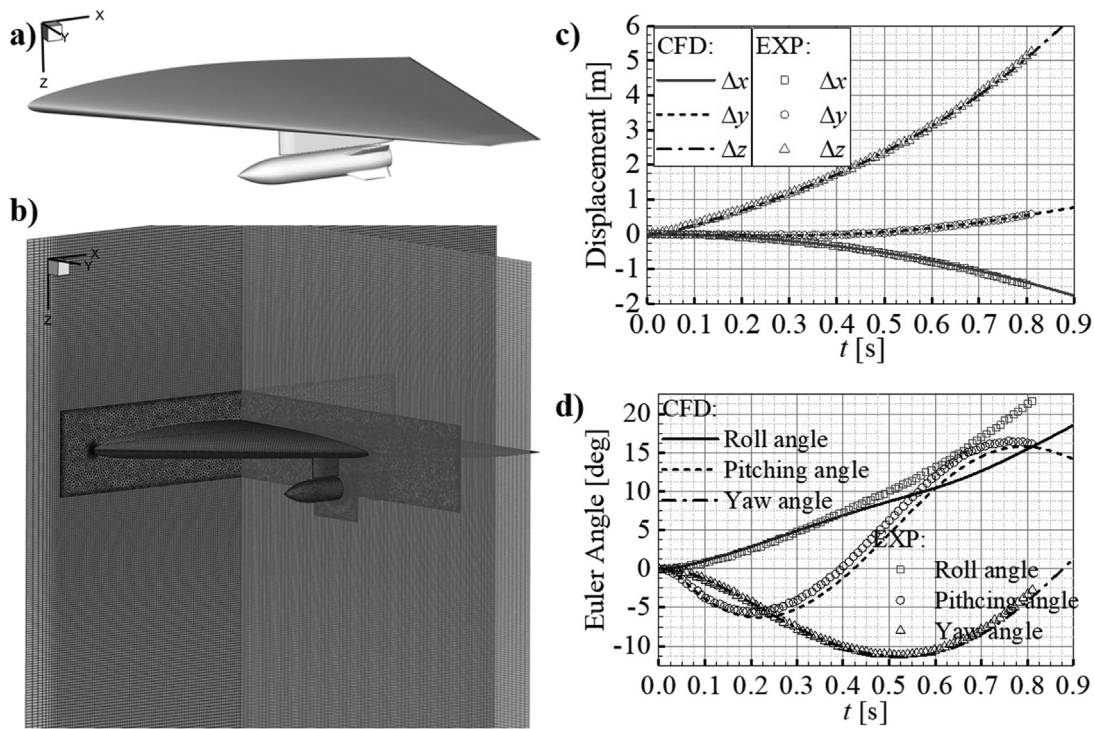 a)
X
Y
Z
b)
X
Y
Z
c)
CFD: EXP:
Δx Δx
Δy Δy
Δz Δz
Displacement [m]
6
5
4
3
2
1
0
-1
-2
0.0 0.1 0.2 0.3 0.4 0.5 0.6 0.7 0.8 0.9
t [s]
d)
CFD:
Roll angle
Pitching angle
Yaw angle
EXP:
Roll angle
Pithcing angle
Yaw angle
Euler Angle [deg]
20
15
10
5
0
-5
-10
0.0 0.1 0.2 0.3 0.4 0.5 0.6 0.7 0.8 0.9
t [s]